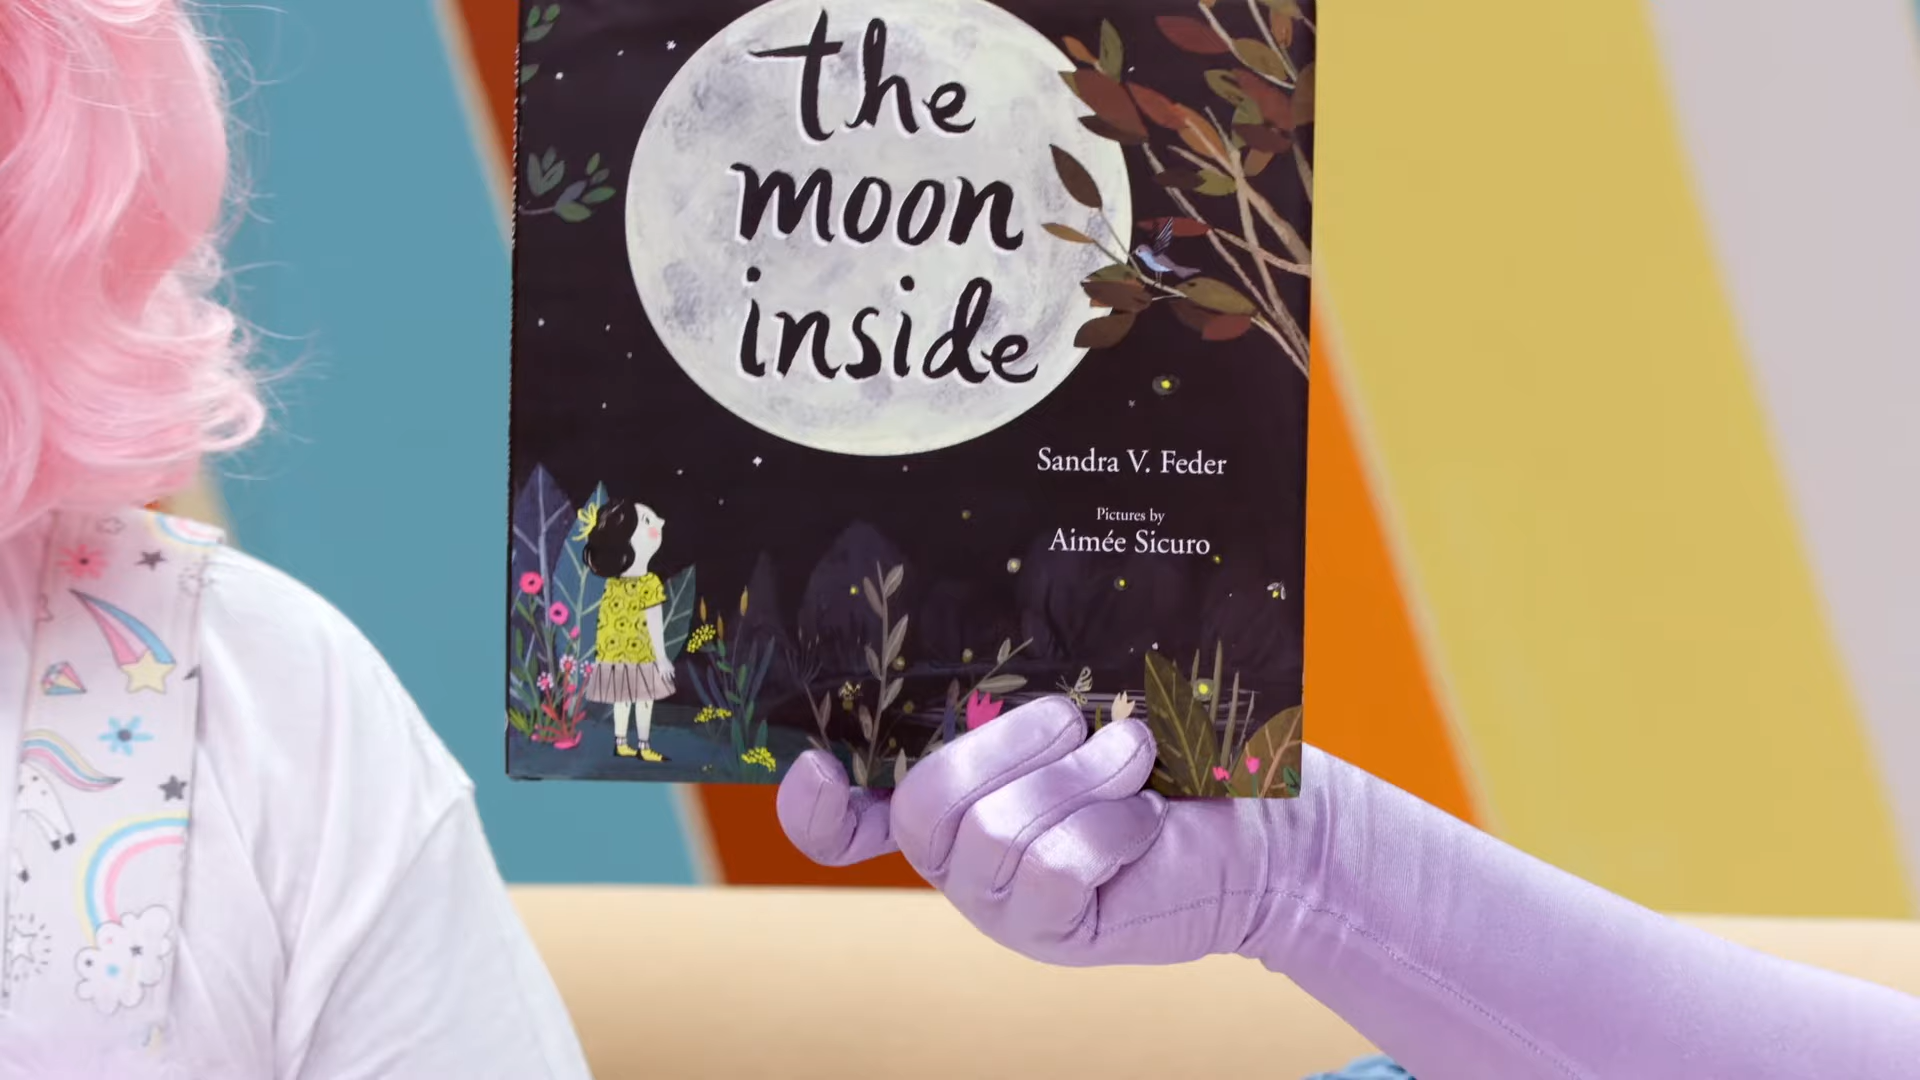 the
moon
inside
Sandra V. Feder
Pictures by
Aimée Sicuro